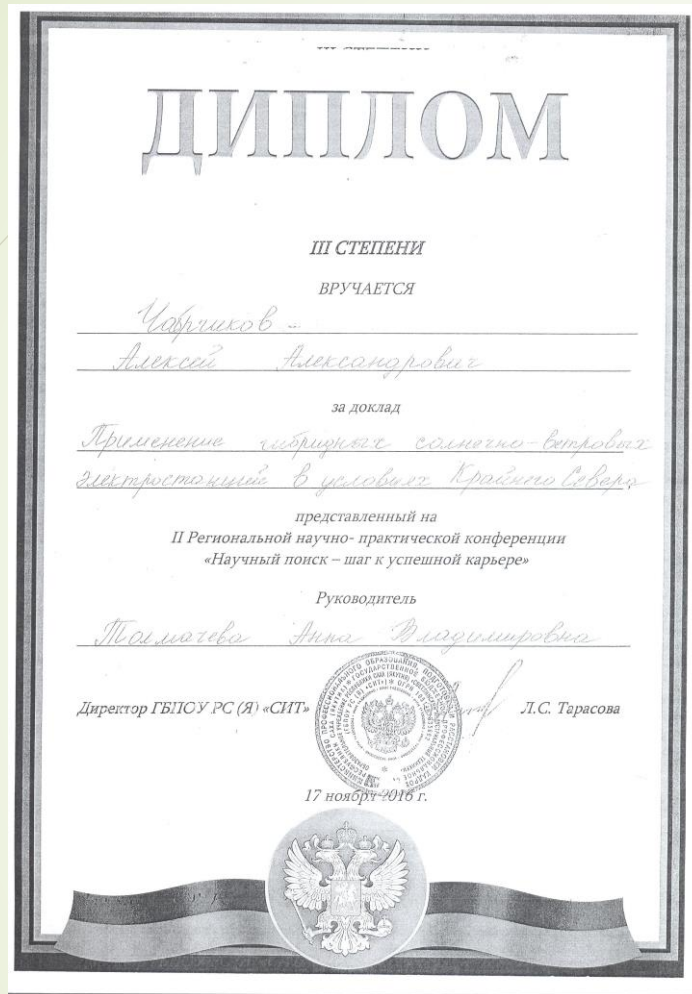 ДИПЛОМ
III СТЕПЕНИ
ВРУЧАЕТСЯ
Алексей Александрович
за доклад
Применение гибридных солнечно-ветровых
электростанций в условиях Крайнего Севера
представленный на
II Региональной научно- практической конференции
«Научный поиск – шаг к успешной карьере»
Руководитель
Толмачева Анна Владимировна
Директор ГБПОУ РС (Я) «СИТ» Л.С. Тарасова
17 ноября 2016 г.